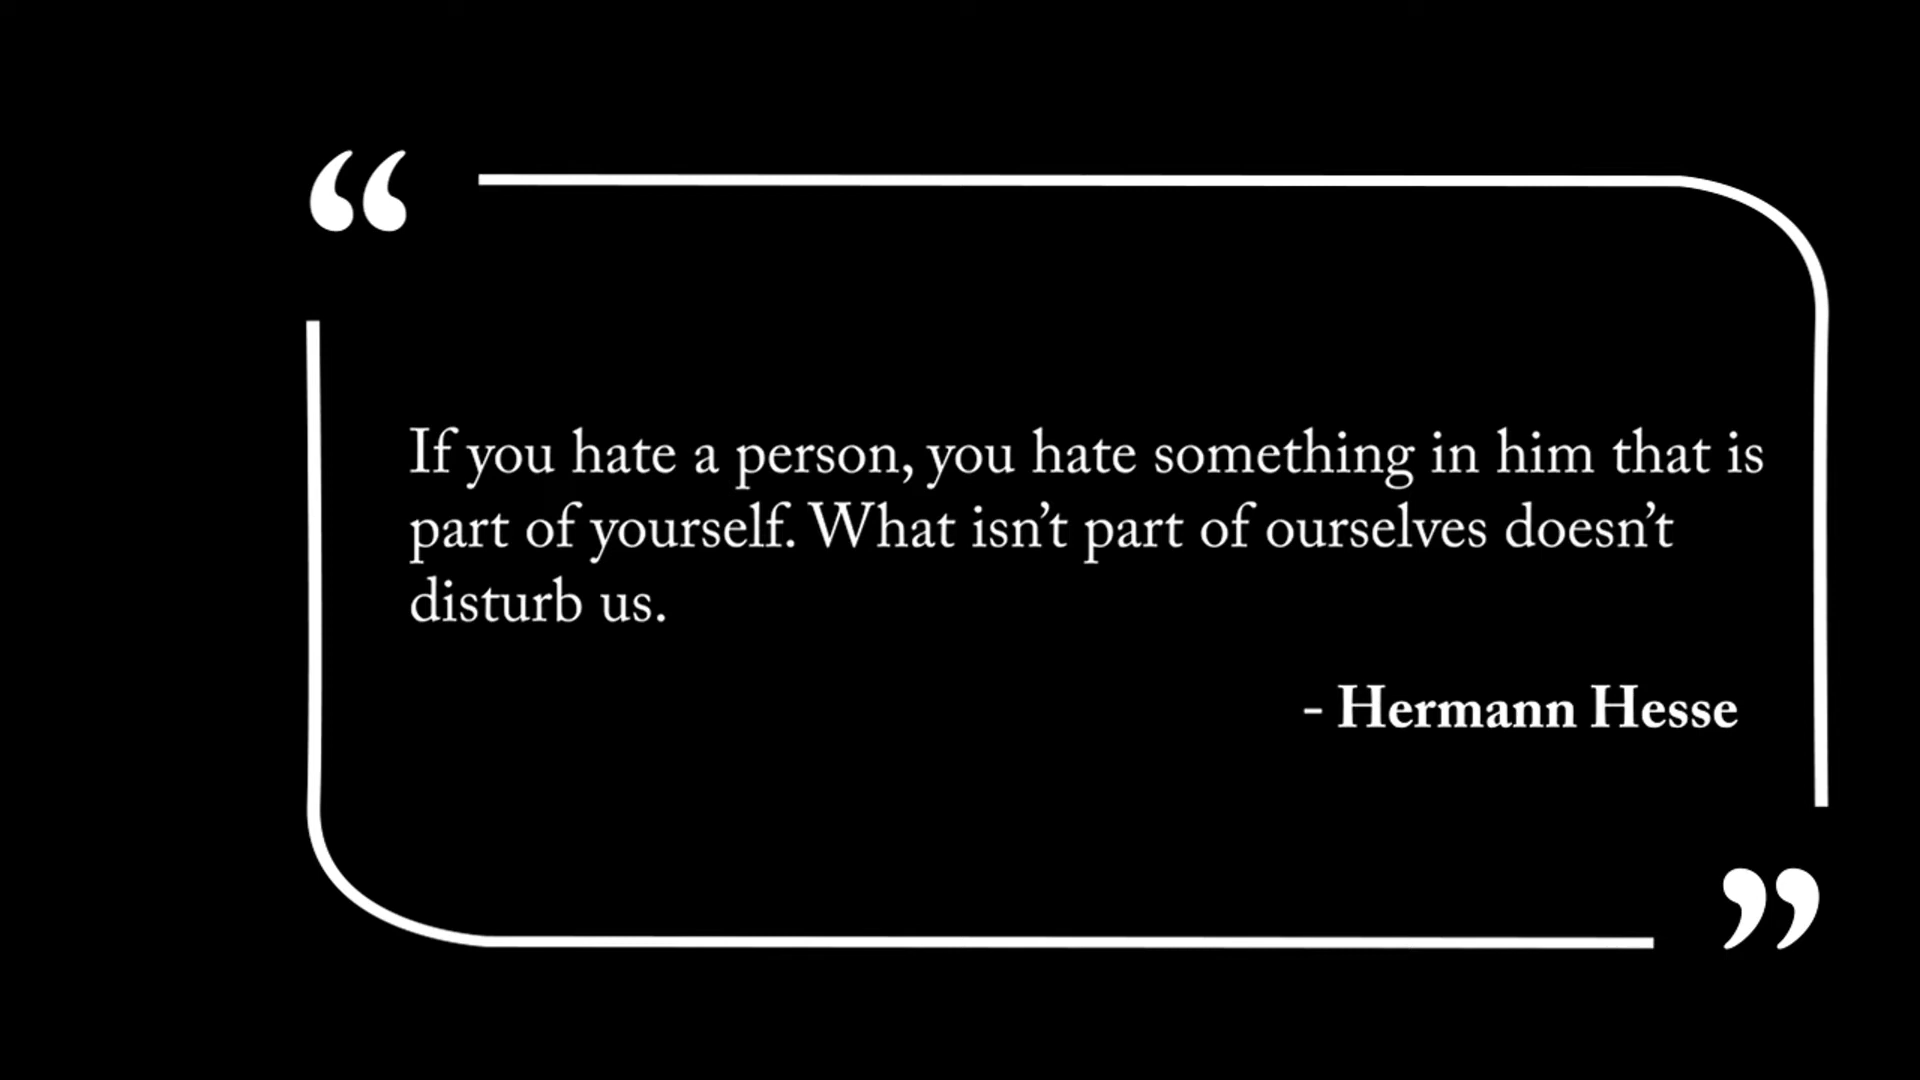 “
If you hate a person, you hate something in him that is
part of yourself. What isn’t part of ourselves doesn’t
disturb us.
- Hermann Hesse
”